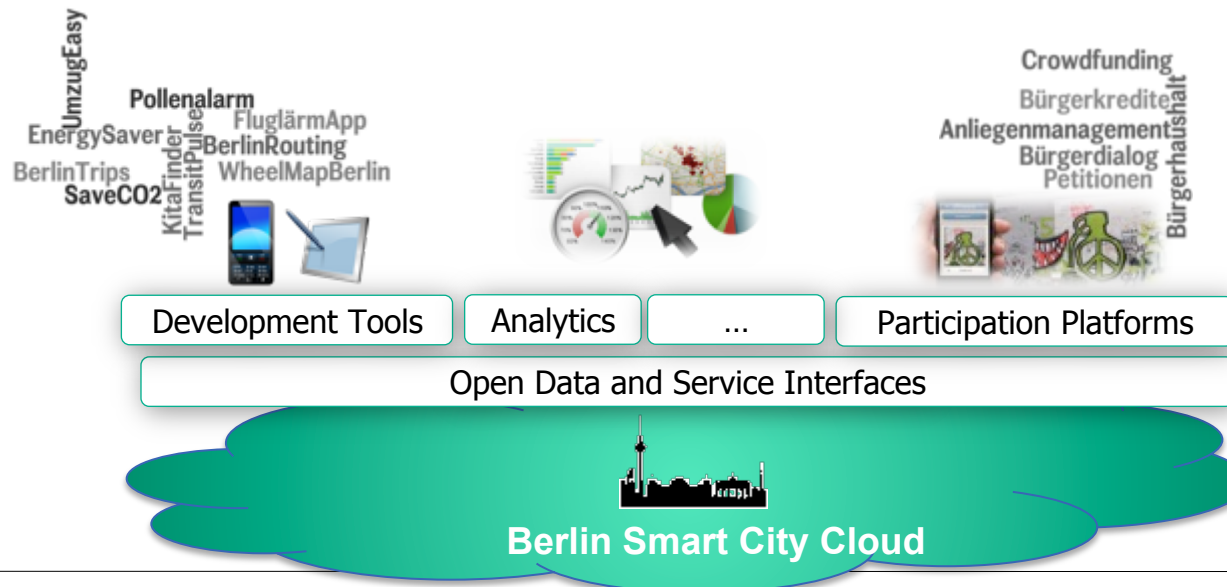 UmzugEasy
Pollenalarm
EnergySaver
FluglärmApp
BerlinRouting
BerlinTrips
WheelMapBerlin
SaveCO2
KitaFinder
TransitPulse
Crowdfunding
Bürgerkredite
Anliegenmanagement
Bürgerdialog
Petitionen
Bürgerhaushalt
Development Tools
Analytics
...
Participation Platforms
Open Data and Service Interfaces
Berlin Smart City Cloud